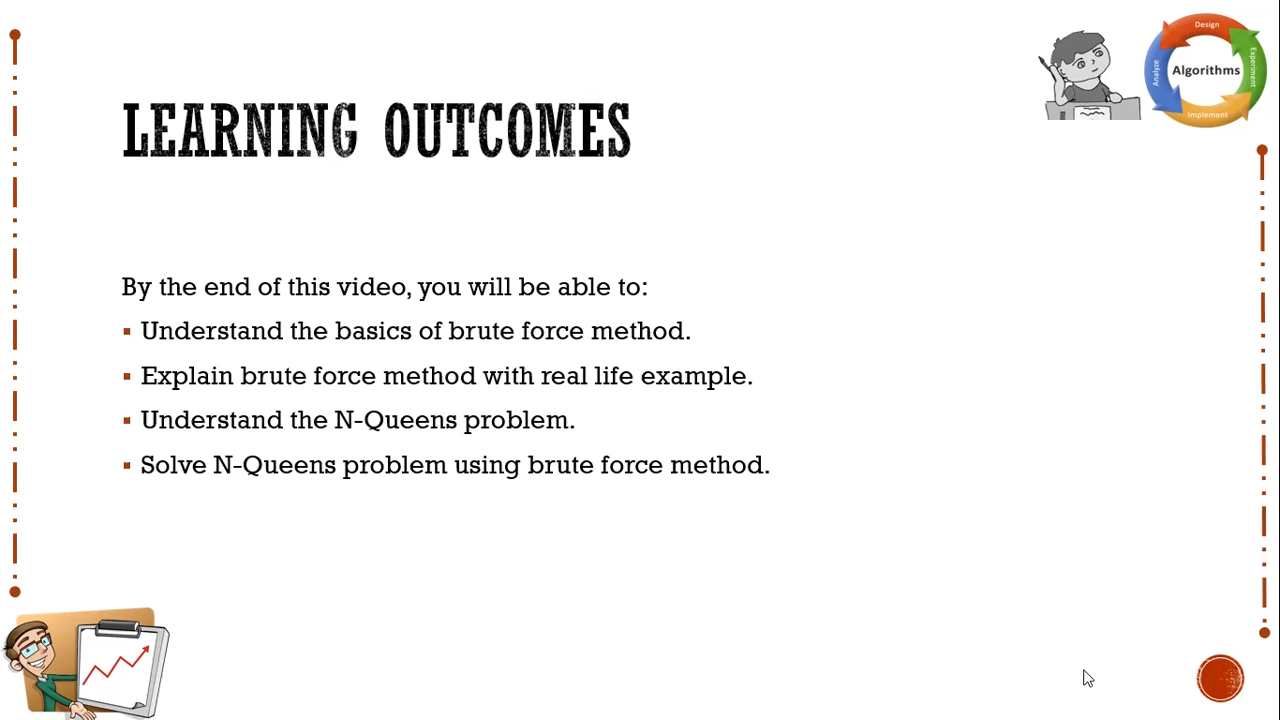 Design
Analyze
Algorithms
Experiment
Implement
LEARNING OUTCOMES
By the end of this video, you will be able to:
▪ Understand the basics of brute force method.
▪ Explain brute force method with real life example.
▪ Understand the N-Queens problem.
▪ Solve N-Queens problem using brute force method.